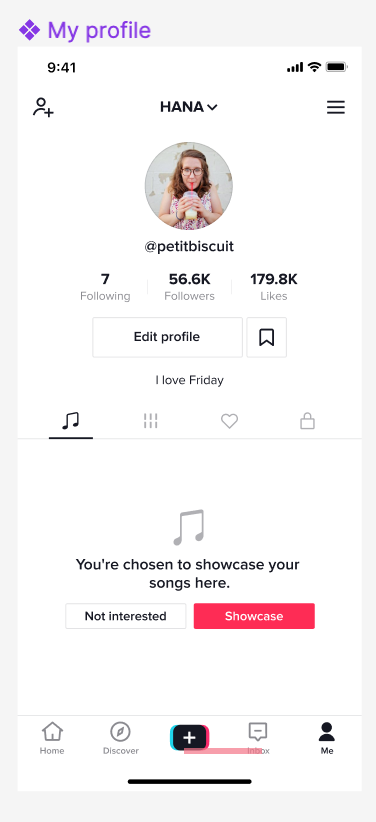 My profile
9:41
HANA
@petitbiscuit
7 56.6K 179.8K
Following Followers Likes
Edit profile
I love Friday
You're chosen to showcase your
songs here.
Not interested Showcase
Home Discover Inbox Me